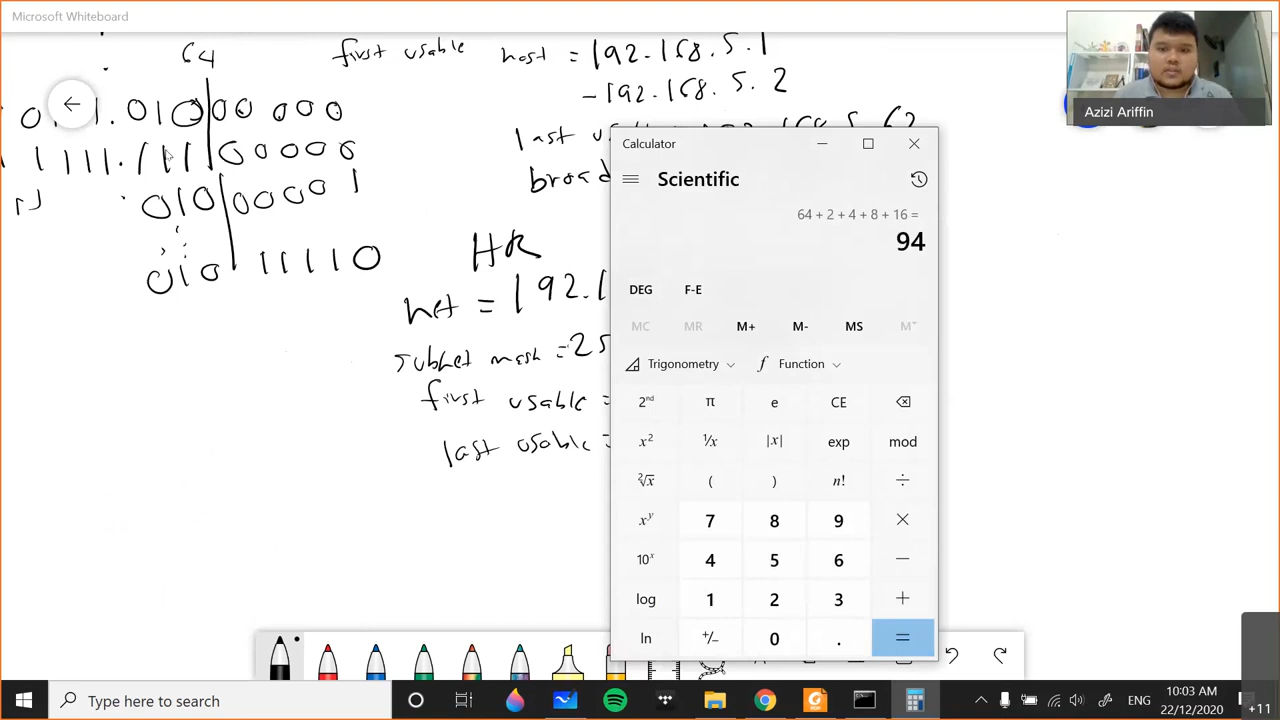 Microsoft Whiteboard
64
first usable host = 192.168.5.1
- 192.168.5.2
Azizi Ariffin
. 010 00 000
1 1111.111 00000
010 00001
010 11110
last
broad
HR
net = 192.1
subnet mask = 25
first usable =
last usable =
Calculator
Scientific
64 + 2 + 4 + 8 + 16 =
94
DEG F-E
MC MR M+ M- MS M˅
Trigonometry f Function
2ⁿᵈ π e CE
x² ¹/x |x| exp mod
²√x ( ) n! ÷
xʸ 7 8 9 ×
10ˣ 4 5 6 −
log 1 2 3 +
ln +/− 0 . =
Type here to search
ENG
10:03 AM
22/12/2020
+11